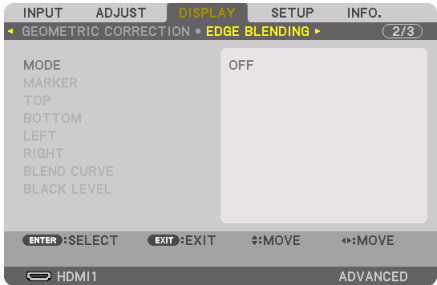 INPUT ADJUST DISPLAY SETUP INFO.
GEOMETRIC CORRECTION • EDGE BLENDING 2/3
MODE OFF
MARKER
TOP
BOTTOM
LEFT
RIGHT
BLEND CURVE
BLACK LEVEL
ENTER :SELECT EXIT :EXIT :MOVE :MOVE
HDMI1 ADVANCED